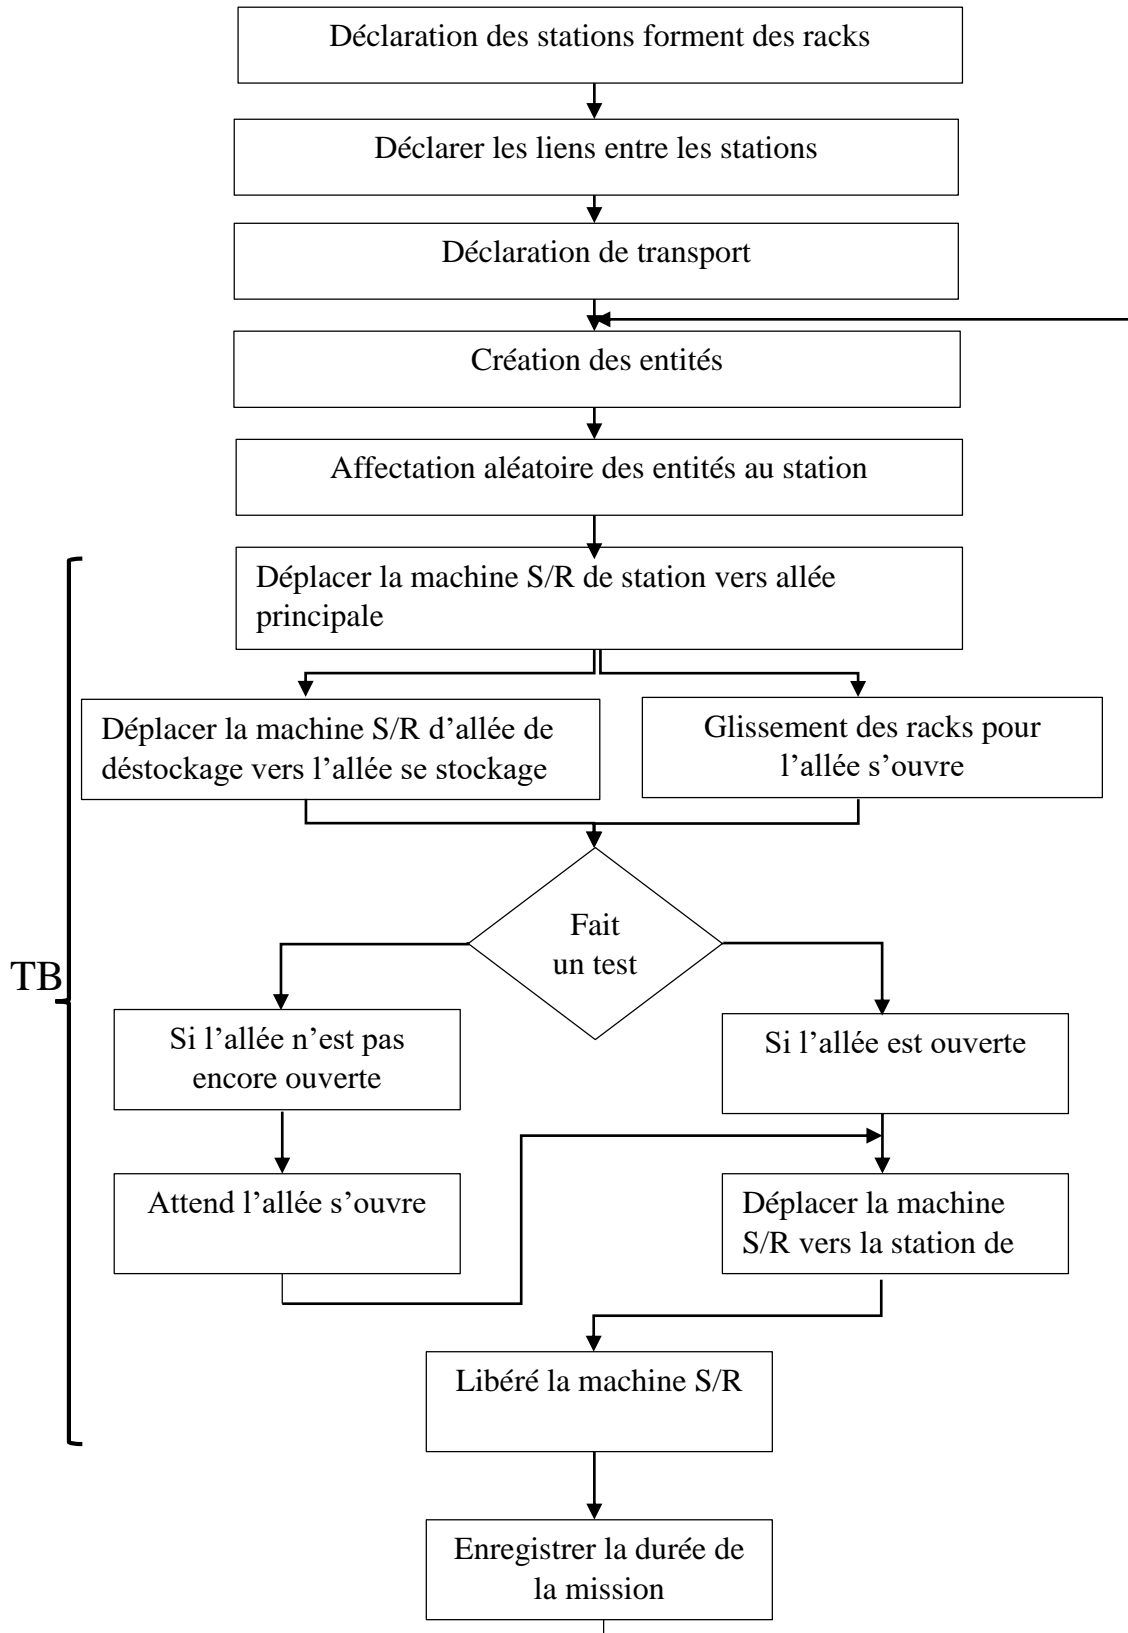 Déclaration des stations forment des racks
Déclarer les liens entre les stations
Déclaration de transport
Création des entités
Affectation aléatoire des entités au station
Déplacer la machine S/R de station vers allée
principale
Déplacer la machine S/R d’allée de
déstockage vers l’allée se stockage
Glissement des racks pour
l’allée s’ouvre
Fait
un test
TB
Si l’allée n’est pas
encore ouverte
Si l’allée est ouverte
Attend l’allée s’ouvre
Déplacer la machine
S/R vers la station de
Libéré la machine S/R
Enregistrer la durée de
la mission